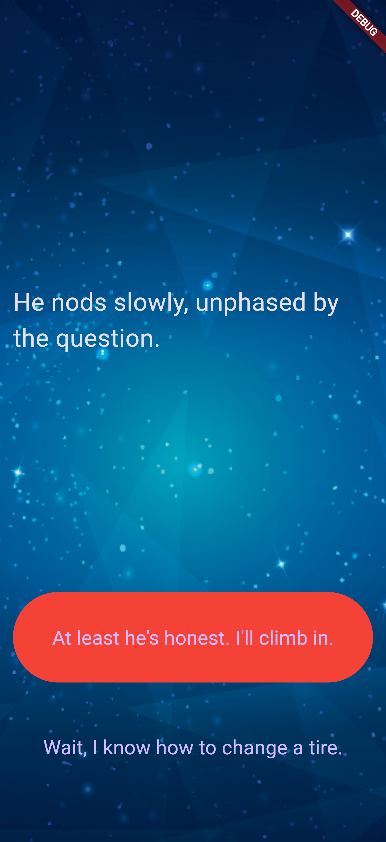 DEBUG
He nods slowly, unphased by
the question.
At least he's honest. I'll climb in.
Wait, I know how to change a tire.